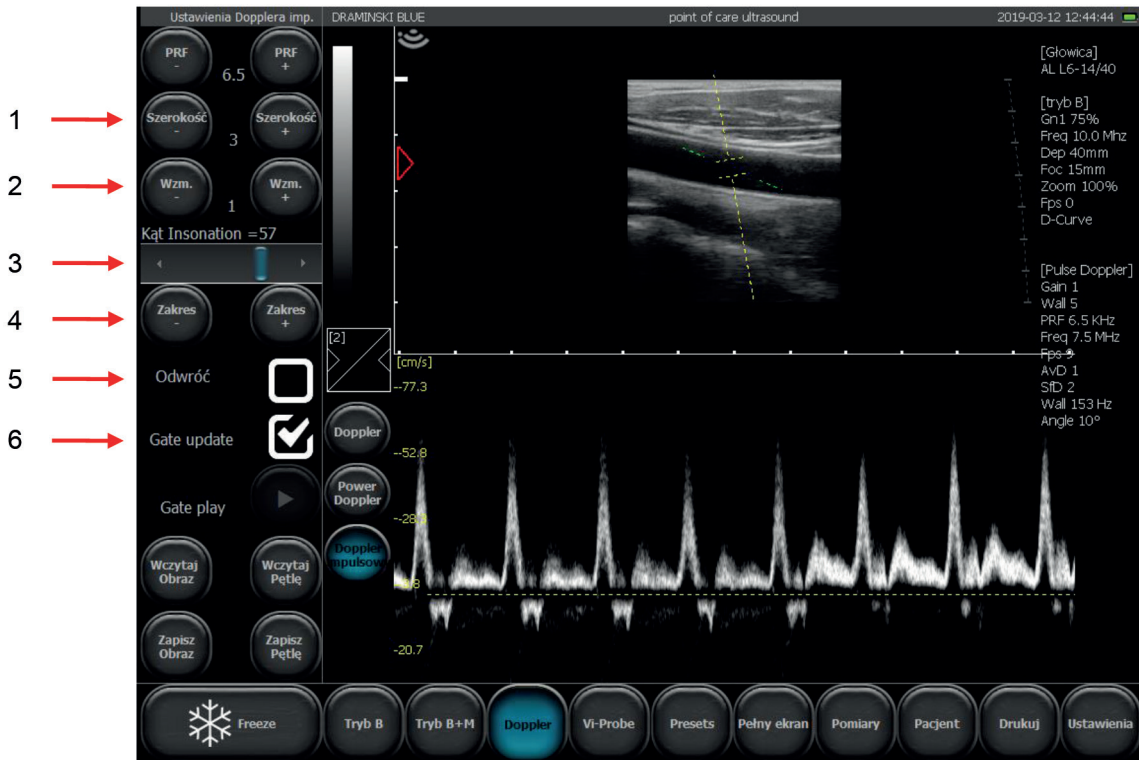 Ustawienia Dopplera imp.
DRAMINSKI BLUE
point of care ultrasound
2019-03-12 12:44:44
PRF
-
6.5
PRF
+
1
Szerokość
-
3
Szerokość
+
2
Wzm.
-
1
Wzm.
+
Kąt Insonation =57
3
4
Zakres
-
Zakres
+
5
Odwróć
6
Gate update
Gate play
Wczytaj
Obraz
Wczytaj
Pętlę
Zapisz
Obraz
Zapisz
Pętlę
[2]
Doppler
Power
Doppler
Doppler
[cm/s]
--77.3
--52.8
-20.7
[Głowica]
AL L6-14/40
[tryb B]
Gn1 75%
Freq 10.0 Mhz
Dep 40mm
Foc 15mm
Zoom 100%
Fps 0
D-Curve
[Pulse Doppler]
Gain 1
Wall 5
PRF 6.5 KHz
Freq 7.5 MHz
Fps 9
AvD 1
SfD 2
Wall 153 Hz
Angle 10°
Freeze
Tryb B
Tryb B+M
Doppler
Vi-Probe
Presets
Pełny ekran
Pomiary
Pacjent
Drukuj
Ustawienia